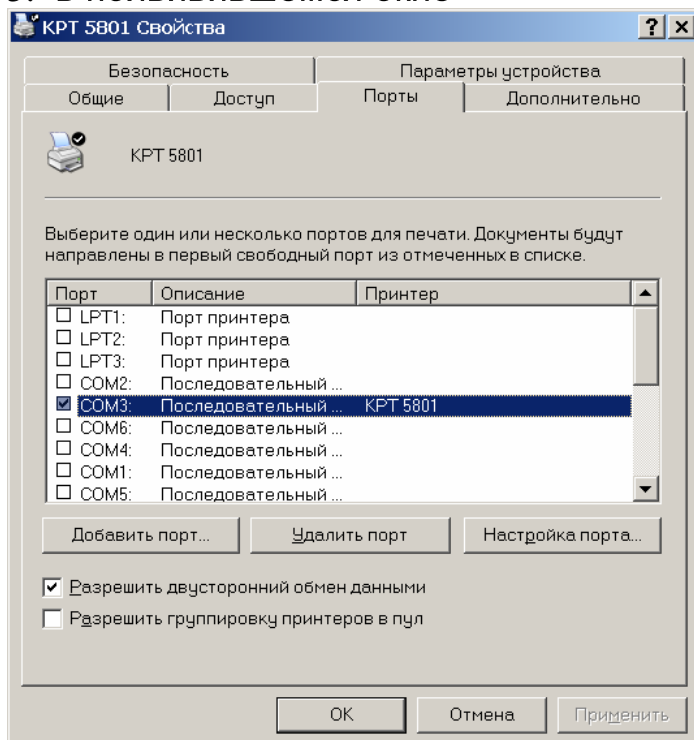 КРТ 5801 Свойства
Безопасность Параметры устройства
Общие Доступ Порты Дополнительно
КРТ 5801
Выберите один или несколько портов для печати. Документы будут
направлены в первый свободный порт из отмеченных в списке.
Порт Описание Принтер
LPT1: Порт принтера
LPT2: Порт принтера
LPT3: Порт принтера
COM2: Последовательный ...
COM3: Последовательный ... КРТ 5801
COM6: Последовательный ...
COM4: Последовательный ...
COM1: Последовательный ...
COM5: Последовательный ...
Добавить порт... Удалить порт Настройка порта...
Разрешить двусторонний обмен данными
Разрешить группировку принтеров в пул
ОК Отмена Применить